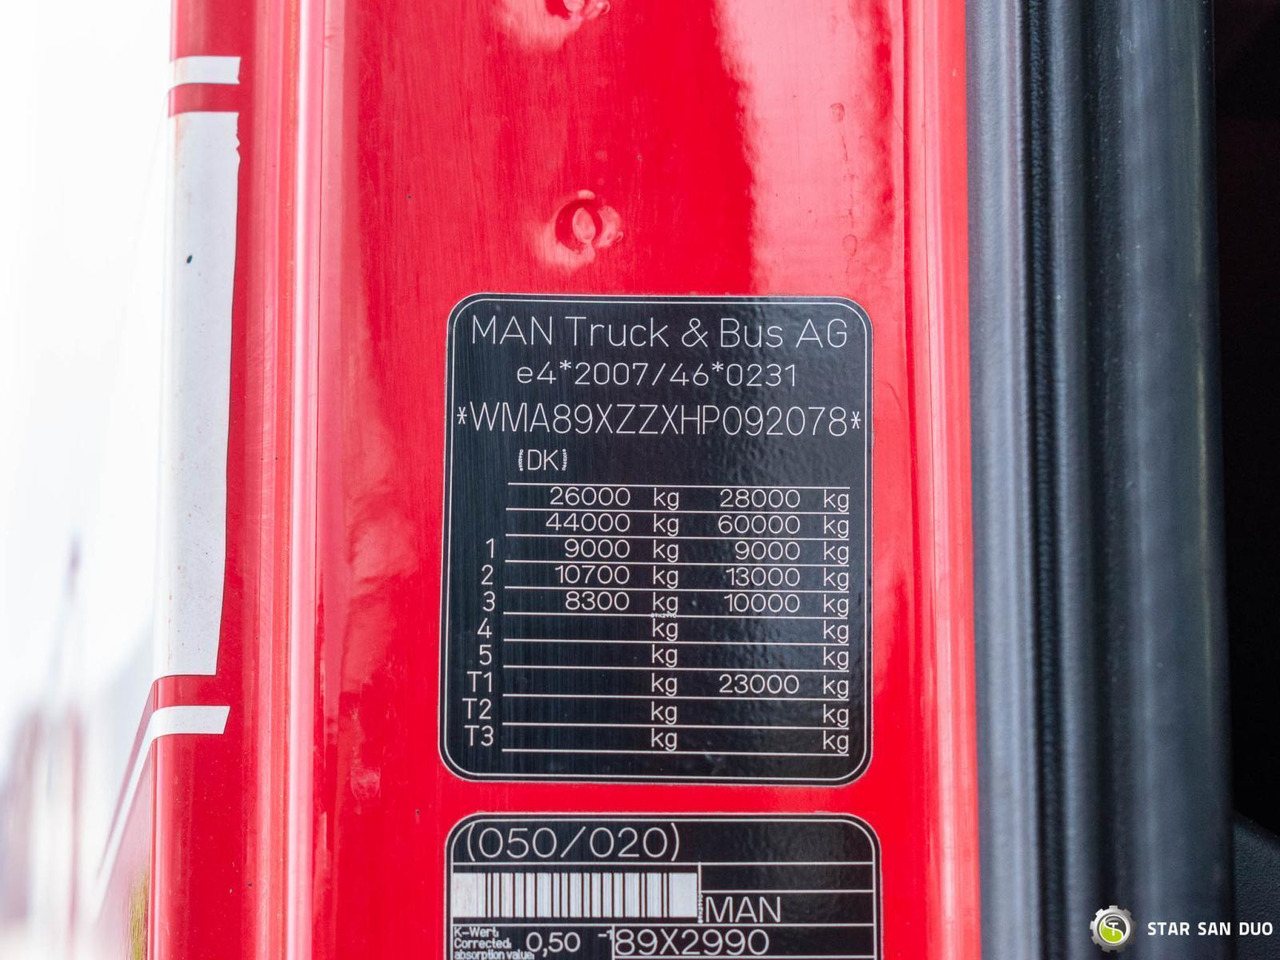 MAN Truck & Bus AG
e4*2007/46*0231
*WMA89XZZXHP092078*
(DK)
26000 kg 28000 kg
44000 kg 60000 kg
1 9000 kg 9000 kg
2 10700 kg 13000 kg
3 8300 kg 10000 kg
4 kg kg
5 kg kg
T1 kg 23000 kg
T2 kg kg
T3 kg kg
(050/020)
MAN
K-Wert:
Corrected
absorption value:
0,50 -1
89X2990
STAR SAN DUO